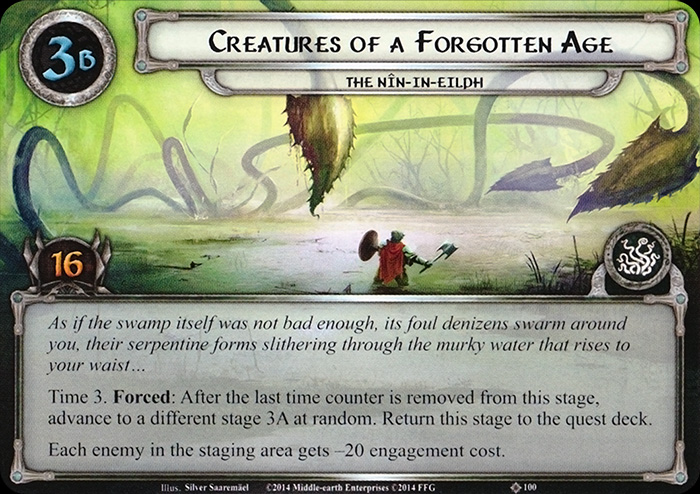 3B
CREATURES OF A FORGOTTEN AGE
THE NÎN-IN-EILPH
16
As if the swamp itself was not bad enough, its foul denizens swarm around
you, their serpentine forms slithering through the murky water that rises to
your waist…
Time 3. Forced: After the last time counter is removed from this stage,
advance to a different stage 3A at random. Return this stage to the quest deck.
Each enemy in the staging area gets –20 engagement cost.
Illus. Silver Saaremäel ©2014 Middle-earth Enterprises ©2014 FFG 100